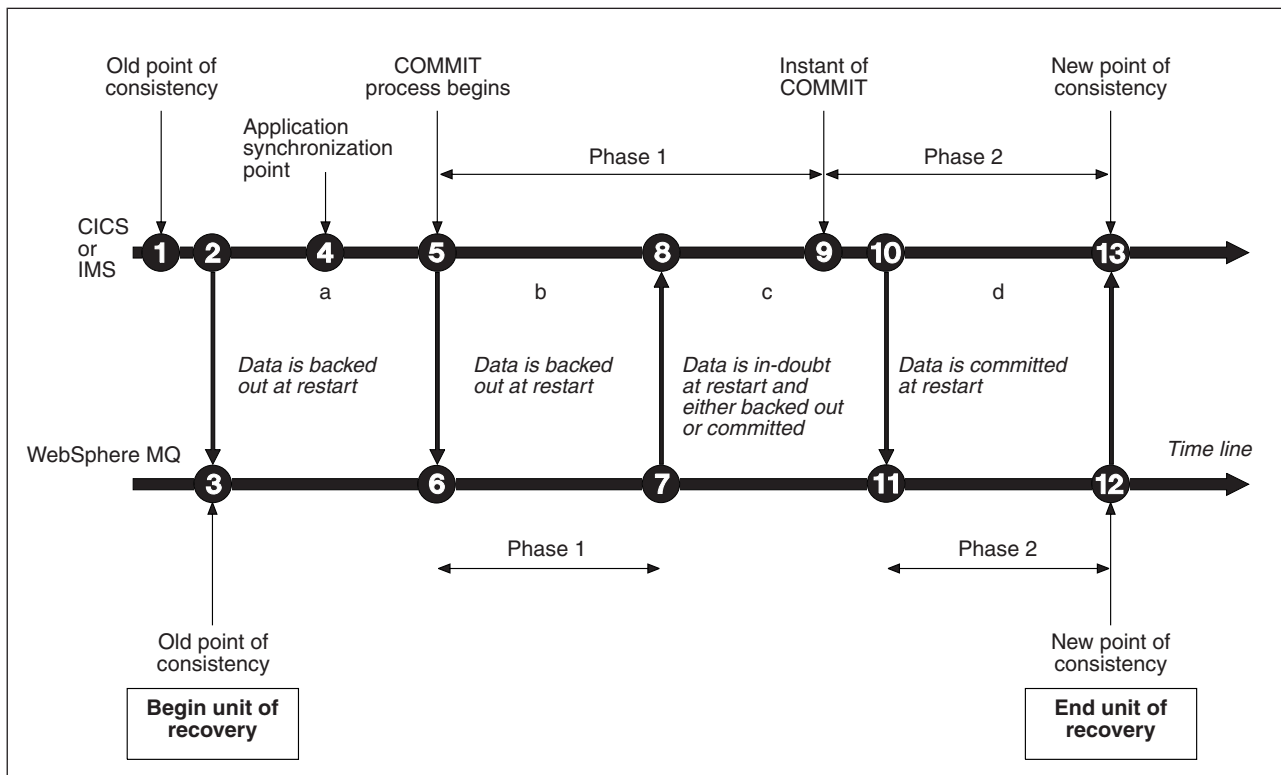 Old point of
consistency
COMMIT
process begins
Instant of
COMMIT
New point of
consistency
Application
synchronization
point
Phase 1
Phase 2
CICS
or
IMS
1
2
4
5
8
9
10
13
a
b
c
d
Data is backed
out at restart
Data is backed
out at restart
Data is in-doubt
at restart and
either backed out
or committed
Data is committed
at restart
WebSphere MQ
Time line
3
6
7
11
12
Phase 1
Phase 2
Old point of
consistency
New point of
consistency
Begin unit of
recovery
End unit of
recovery